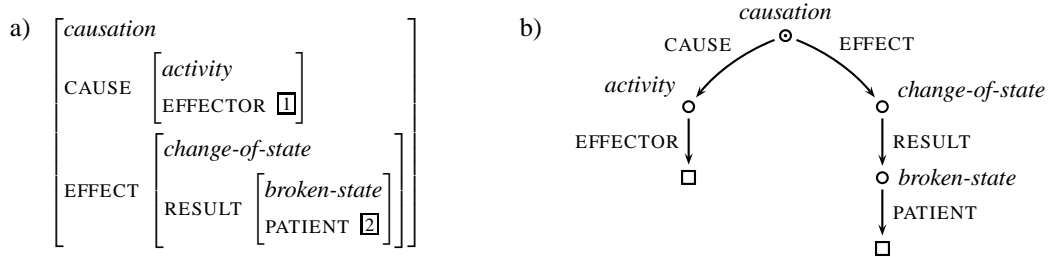 a)
causation
CAUSE
activity
EFFECTOR 1
EFFECT
change-of-state
RESULT
broken-state
PATIENT 2
b)
causation
CAUSE EFFECT
activity change-of-state
EFFECTOR RESULT
broken-state
PATIENT